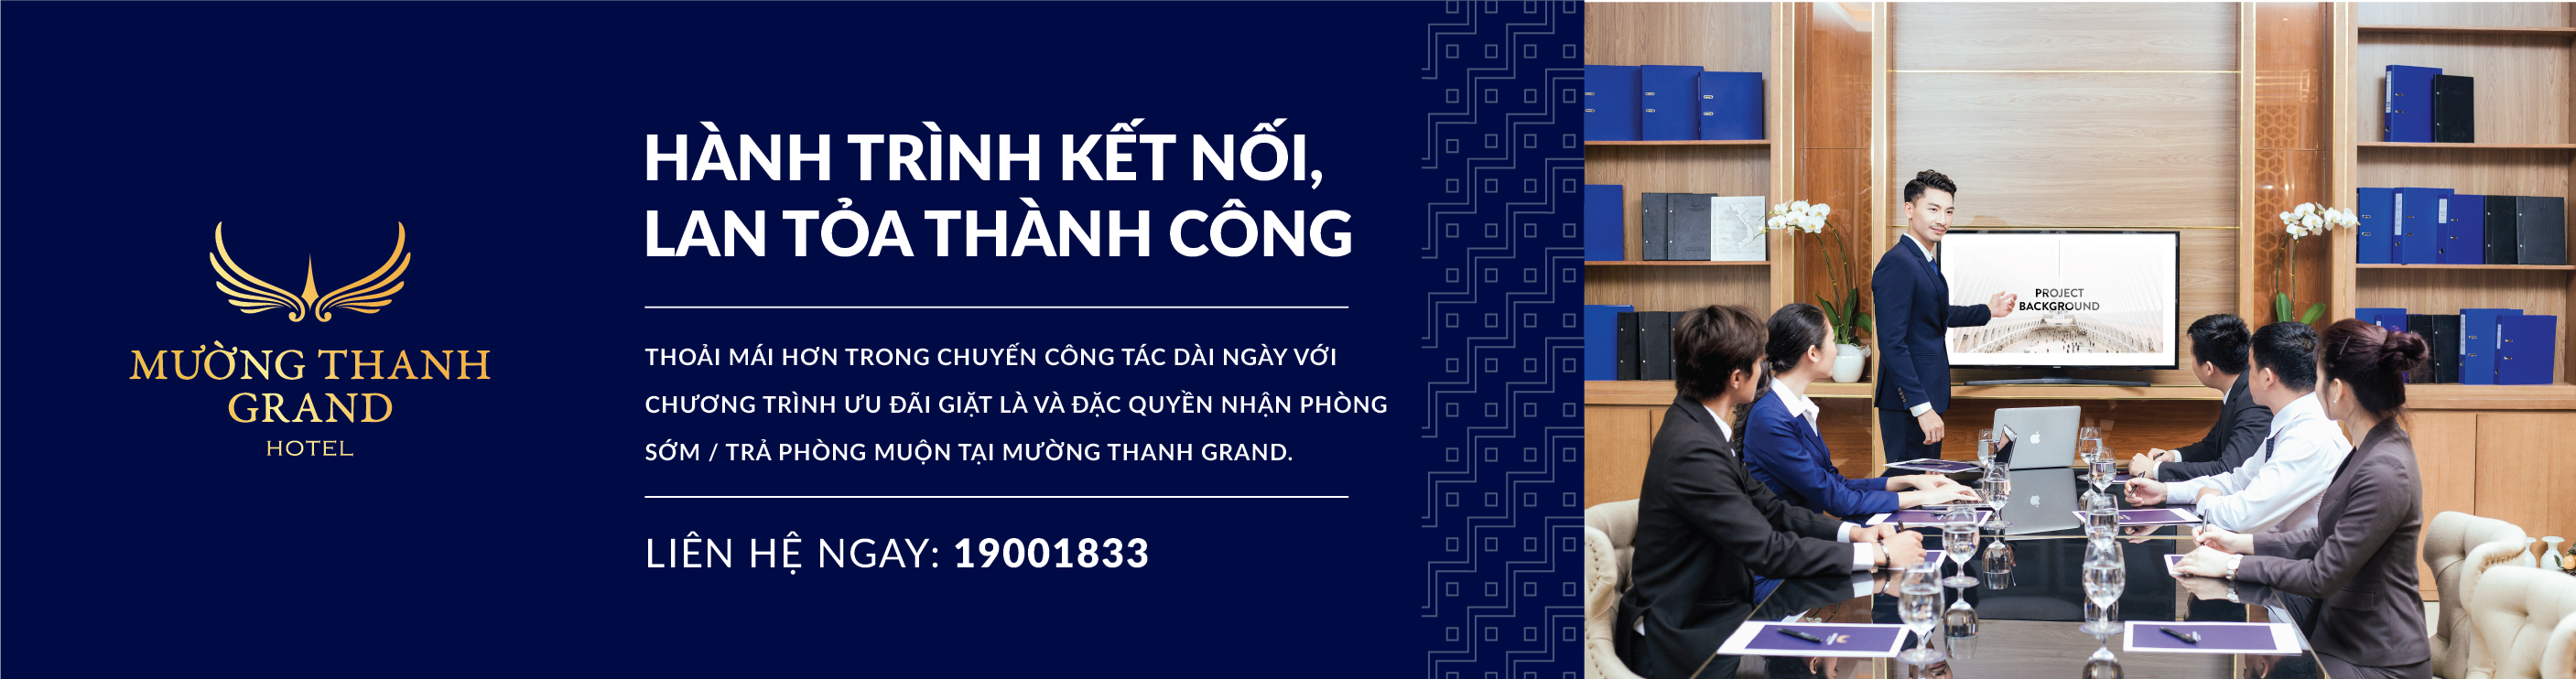 MƯỜNG THANH
GRAND
HOTEL
HÀNH TRÌNH KẾT NỐI,
LAN TỎA THÀNH CÔNG
THOẢI MÁI HƠN TRONG CHUYẾN CÔNG TÁC DÀI NGÀY VỚI
CHƯƠNG TRÌNH ƯU ĐÃI GIẶT LÀ VÀ ĐẶC QUYỀN NHẬN PHÒNG
SỚM / TRẢ PHÒNG MUỘN TẠI MƯỜNG THANH GRAND.
LIÊN HỆ NGAY: 19001833
PROJECT
BACKGROUND